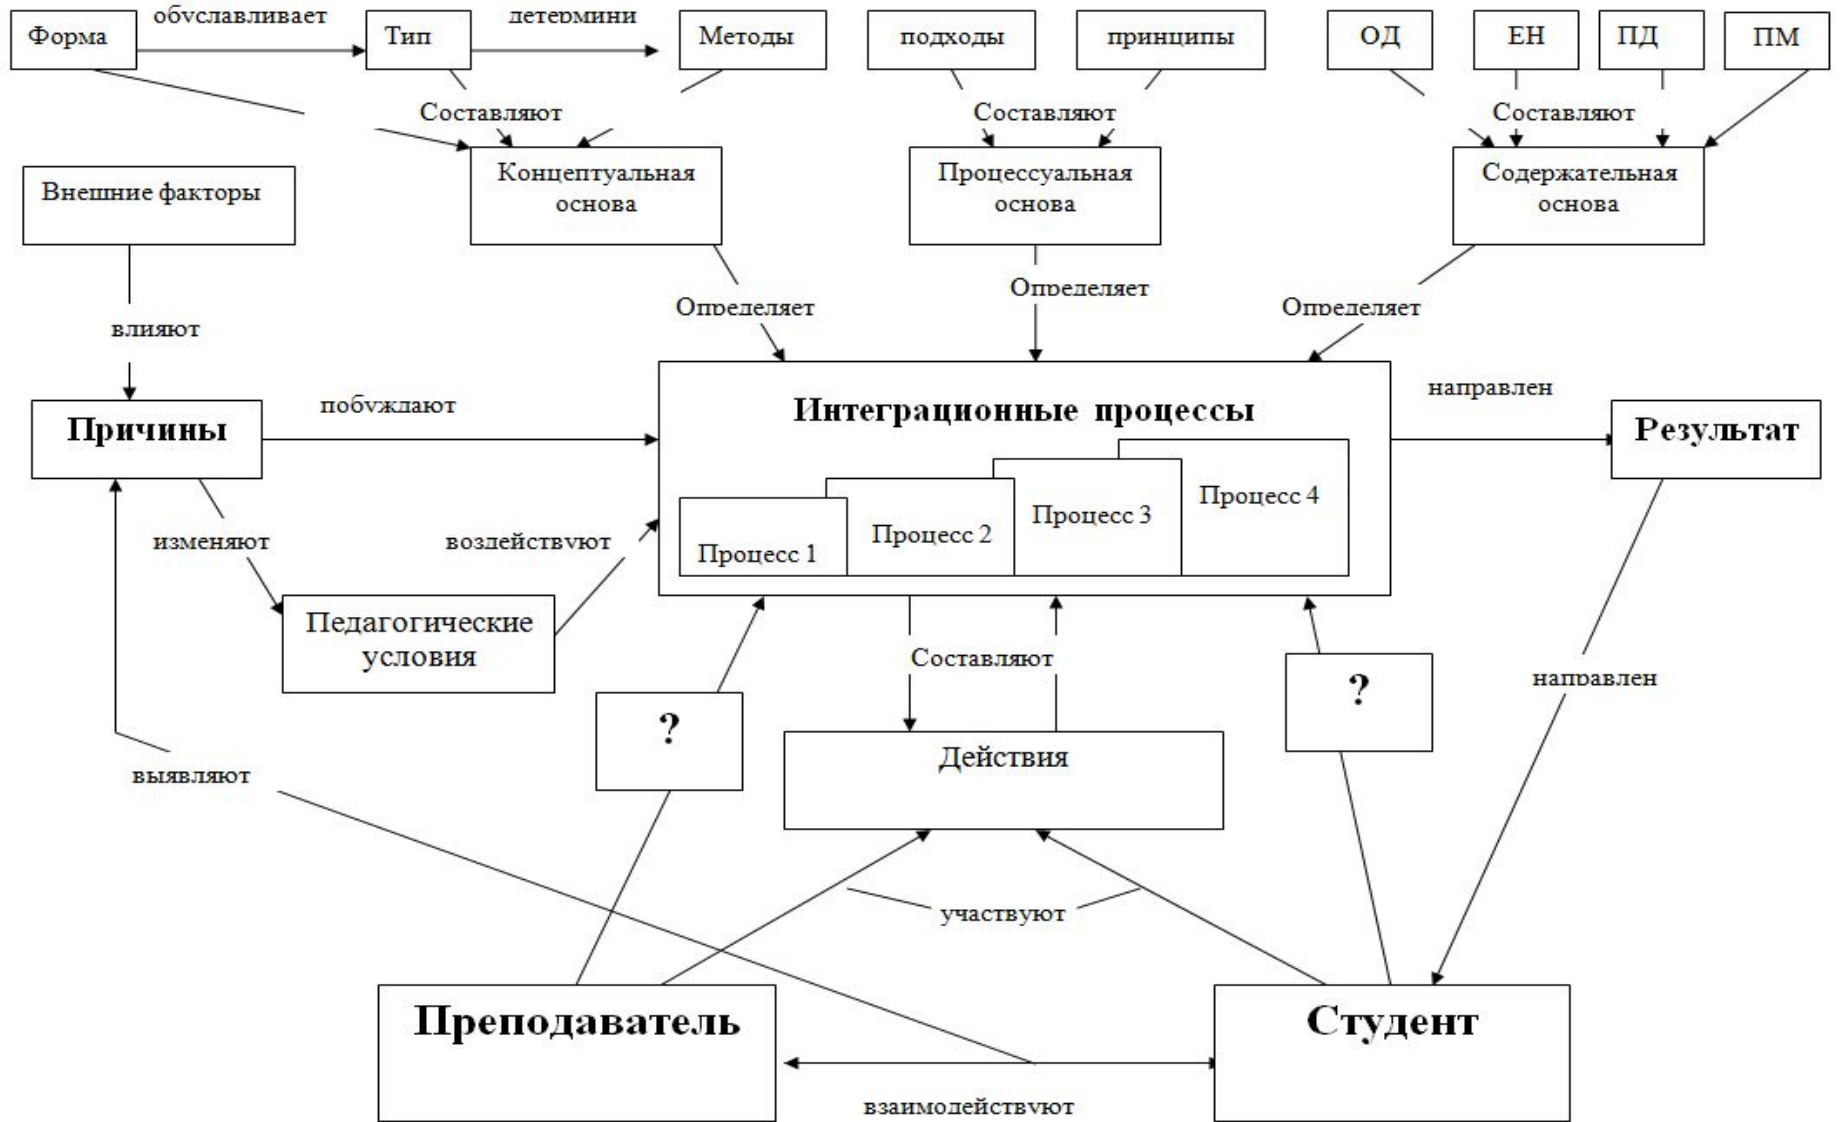 обуславливает
детермини
Форма
Тип
Методы
подходы
принципы
ОД
ЕН
ПД
ПМ
Составляют
Составляют
Составляют
Внешние факторы
Концептуальная
основа
Процессуальная
основа
Содержательная
основа
Определяет
Определяет
Определяет
влияют
Причины
побуждают
Интеграционные процессы
направлен
Результат
Процесс 1
Процесс 2
Процесс 3
Процесс 4
изменяют
воздействуют
Педагогические
условия
Составляют
?
?
направлен
Действия
выявляют
участвуют
Преподаватель
Студент
взаимодействуют